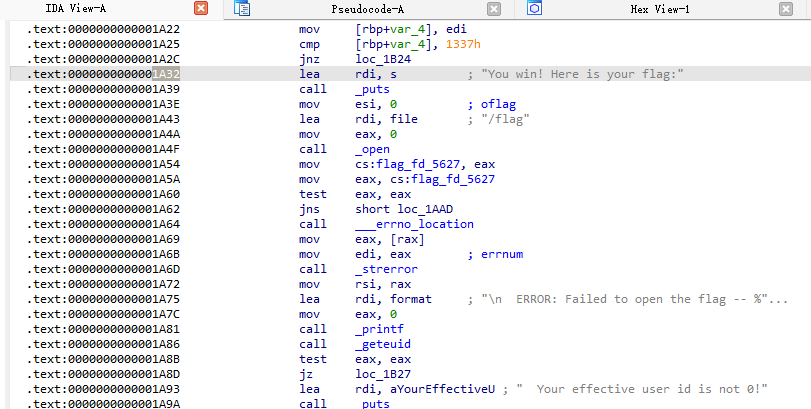 IDA View-A Pseudocode-A Hex View-1
.text:0000000000001A22 mov [rbp+var_4], edi
.text:0000000000001A25 cmp [rbp+var_4], 1337h
.text:0000000000001A2C jnz loc_1B24
.text:0000000000001A32 lea rdi, s ; "You win! Here is your flag:"
.text:0000000000001A39 call _puts
.text:0000000000001A3E mov esi, 0 ; oflag
.text:0000000000001A43 lea rdi, file ; "/flag"
.text:0000000000001A4A mov eax, 0
.text:0000000000001A4F call _open
.text:0000000000001A54 mov cs:flag_fd_5627, eax
.text:0000000000001A5A mov eax, cs:flag_fd_5627
.text:0000000000001A60 test eax, eax
.text:0000000000001A62 jns short loc_1AAD
.text:0000000000001A64 call ___errno_location
.text:0000000000001A69 mov eax, [rax]
.text:0000000000001A6B mov edi, eax ; errnum
.text:0000000000001A6D call _strerror
.text:0000000000001A72 mov rsi, rax
.text:0000000000001A75 lea rdi, format ; "\n  ERROR: Failed to open the flag -- %"...
.text:0000000000001A7C mov eax, 0
.text:0000000000001A81 call _printf
.text:0000000000001A86 call _geteuid
.text:0000000000001A8B test eax, eax
.text:0000000000001A8D jz loc_1B27
.text:0000000000001A93 lea rdi, aYourEffectiveU ; "  Your effective user id is not 0!"
.text:0000000000001A9A call _puts